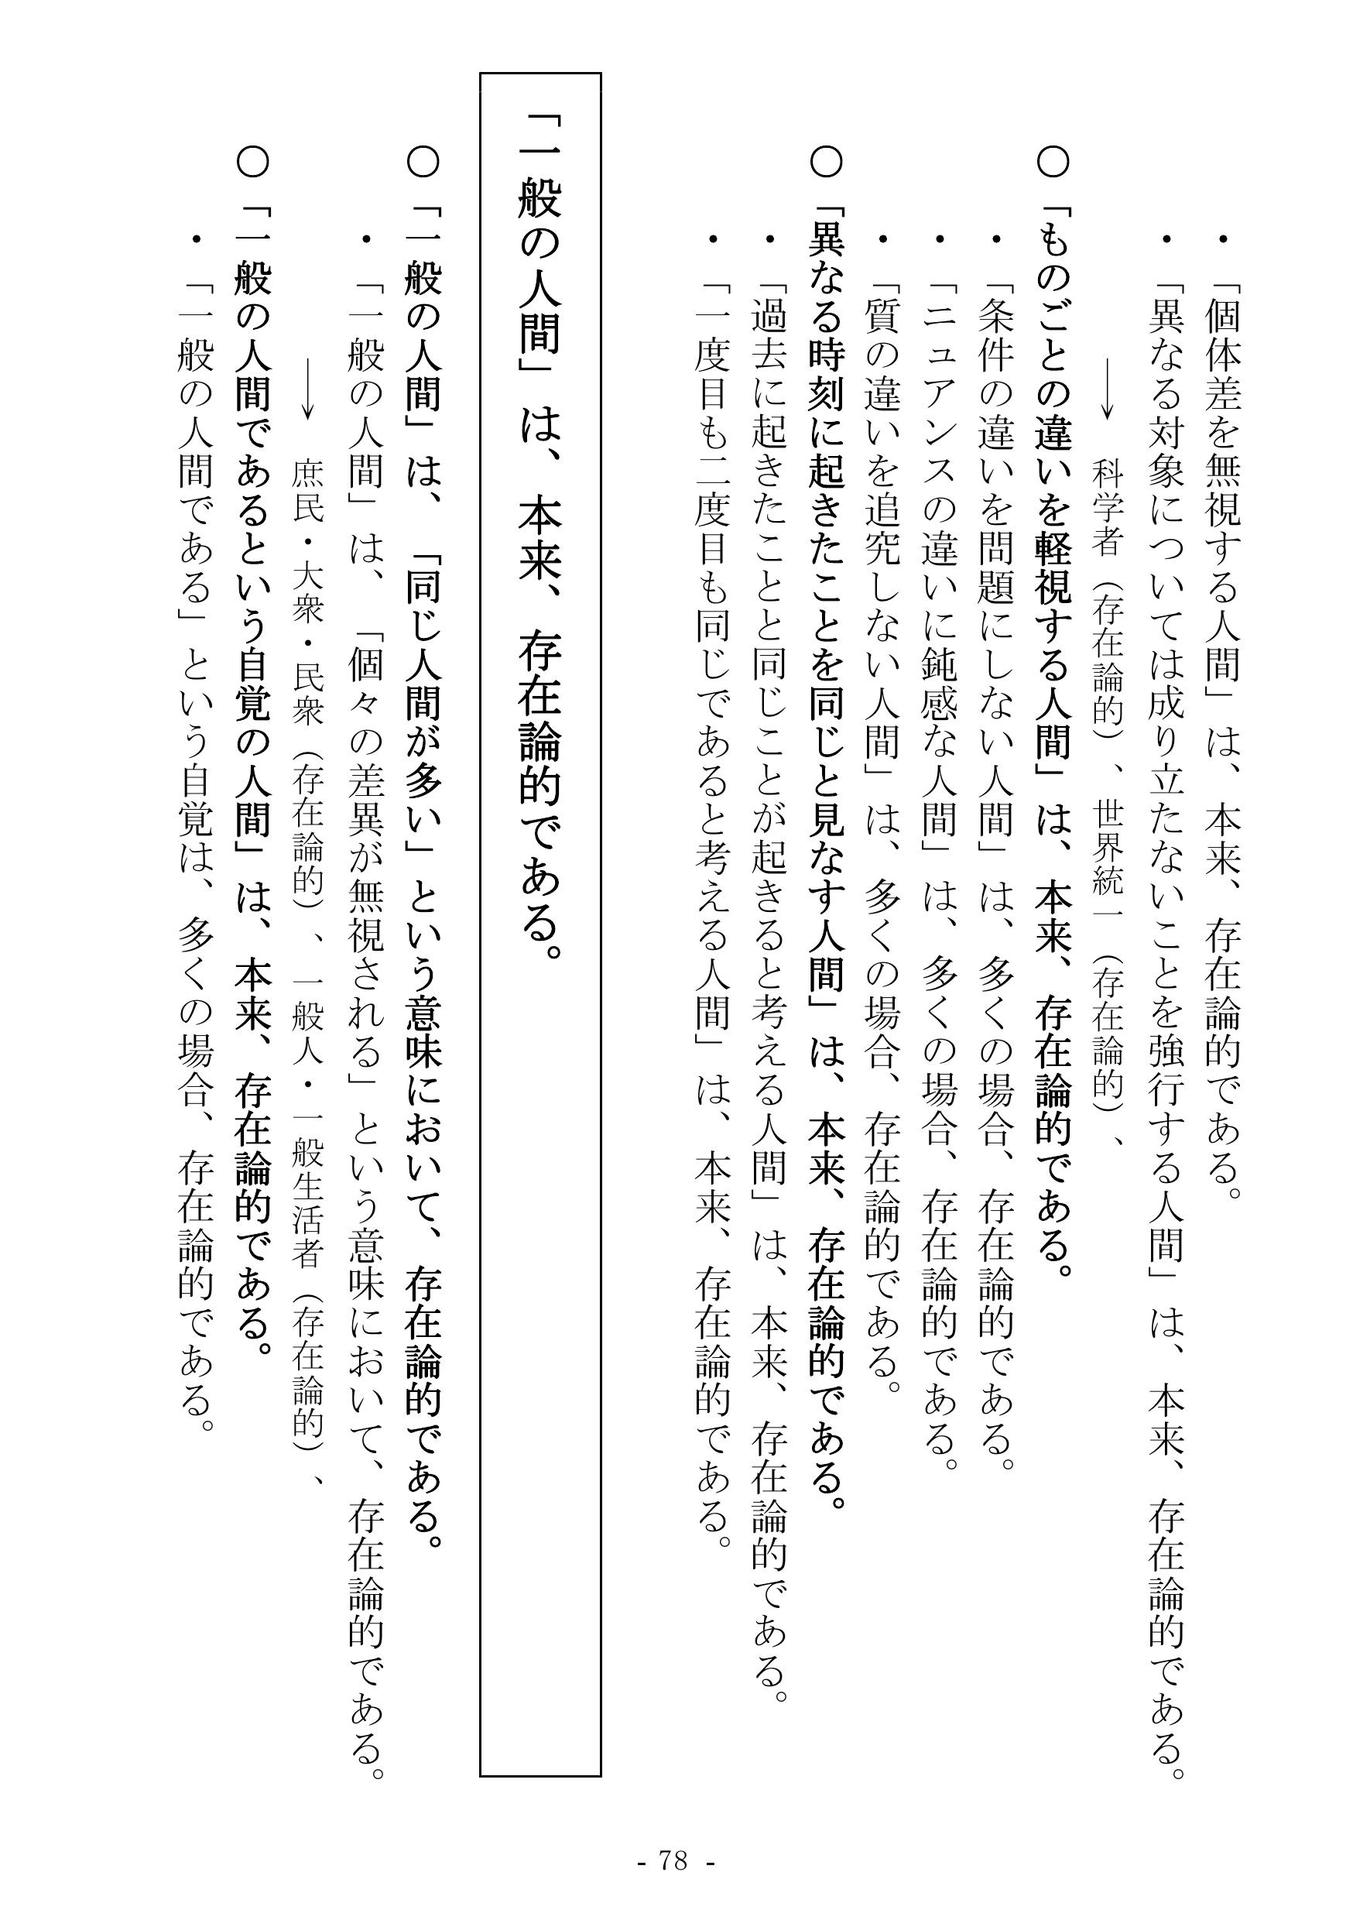 ・「個体差を無視する人間」は、本来、存在論的である。
・「異なる対象については成り立たないことを強行する人間」は、本来、存在論的である。
→ 科学者（存在論的）、世界統一（存在論的）、
○「ものごとの違いを軽視する人間」は、本来、存在論的である。
・「条件の違いを問題にしない人間」は、多くの場合、存在論的である。
・「ニュアンスの違いに鈍感な人間」は、多くの場合、存在論的である。
・「質の違いを追究しない人間」は、多くの場合、存在論的である。
○「異なる時刻に起きたことを同じと見なす人間」は、本来、存在論的である。
・「過去に起きたことと同じことが起きると考える人間」は、本来、存在論的である。
・「一度目も二度目も同じであると考える人間」は、本来、存在論的である。
「一般の人間」は、本来、存在論的である。
○「一般の人間」は、「同じ人間が多い」という意味において、存在論的である。
・「一般の人間」は、「個々の差異が無視される」という意味において、存在論的である。
→ 庶民・大衆・民衆（存在論的）、一般人・一般生活者（存在論的）、
○「一般の人間であるという自覚の人間」は、本来、存在論的である。
・「一般の人間である」という自覚は、多くの場合、存在論的である。
- 78 -